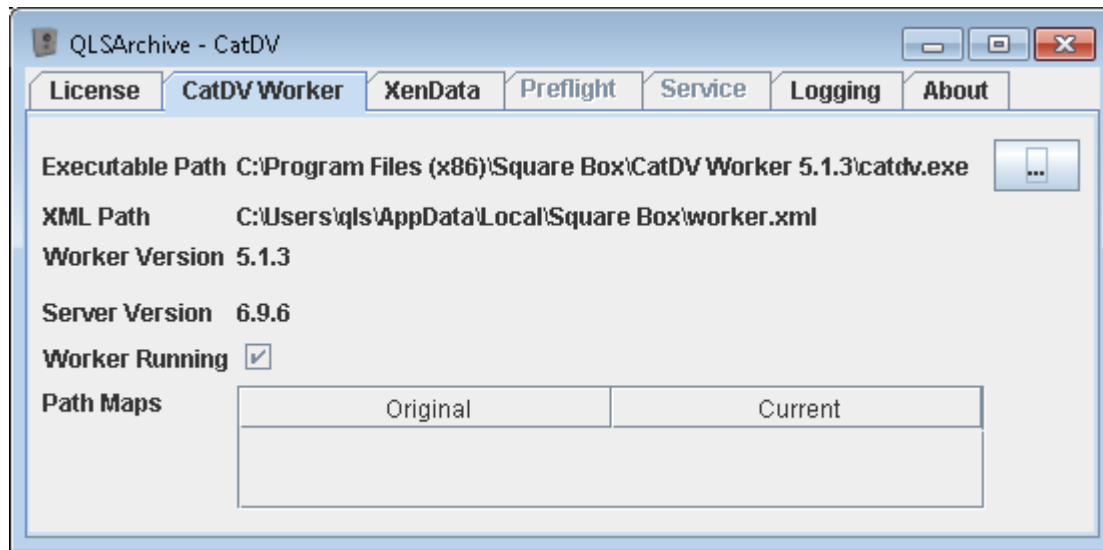 QLSArchive - CatDV
License CatDV Worker XenData Preflight Service Logging About
Executable Path C:\Program Files (x86)\Square Box\CatDV Worker 5.1.3\catdv.exe ...
XML Path C:\Users\qls\AppData\Local\Square Box\worker.xml
Worker Version 5.1.3
Server Version 6.9.6
Worker Running
Path Maps Original Current